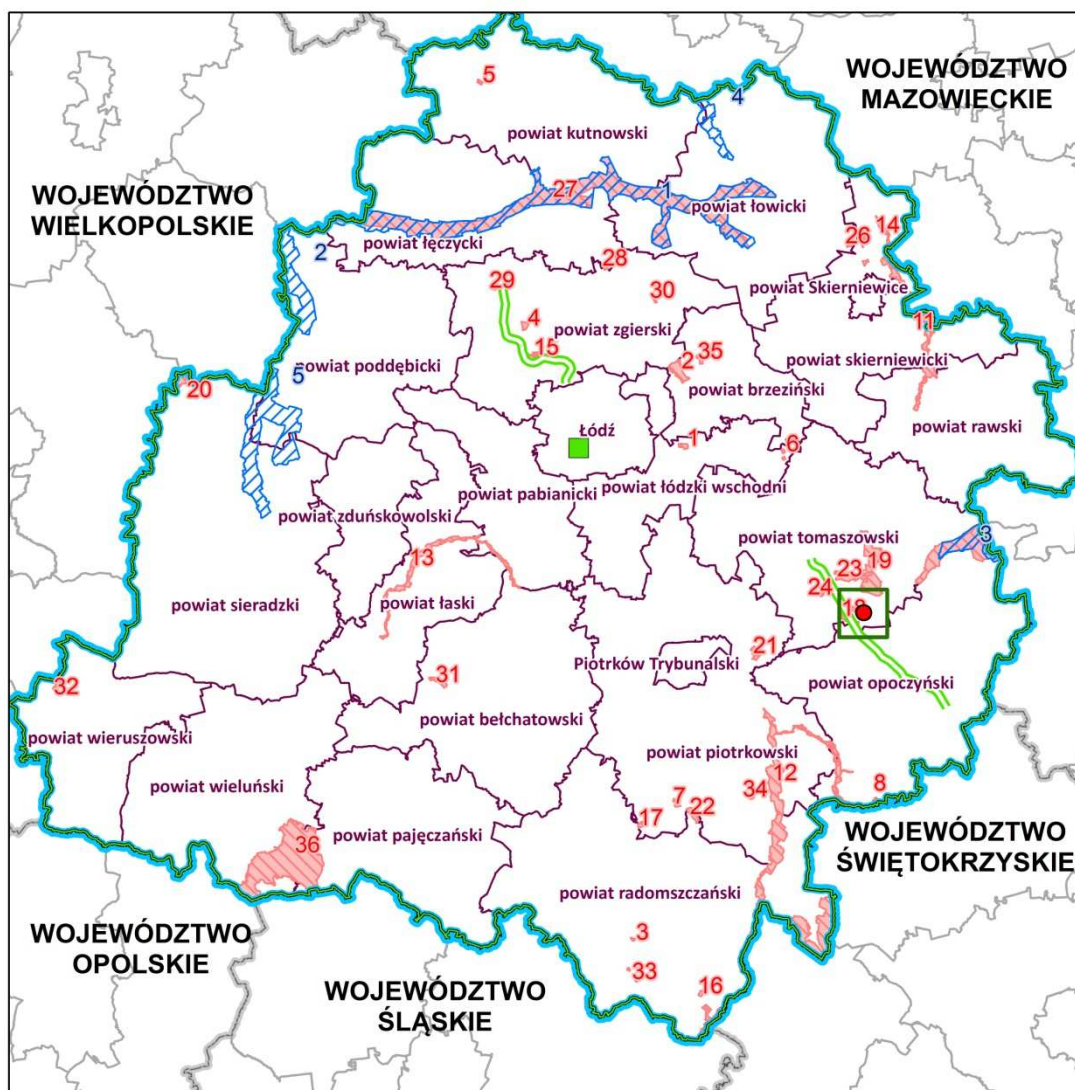 5
4
WOJEWÓDZTWO
MAZOWIECKIE
powiat kutnowski
WOJEWÓDZTWO
WIELKOPOLSKIE
27
1
powiat łowicki
14
26
2
powiat łęczycki
28
29
30
powiat Skierniewice
4
powiat zgierski
11
15
2
35
powiat skierniewicki
5
powiat poddębicki
powiat brzeziński
20
Łódź
powiat rawski
1
6
powiat pabianicki
powiat łódzki wschodni
powiat zduńskowolski
3
powiat tomaszowski
13
23
19
24
18
powiat sieradzki
powiat łaski
21
Piotrków Trybunalski
32
31
powiat opoczyński
powiat bełchatowski
powiat wieruszowski
powiat piotrkowski
powiat wieluński
12
34
8
7
22
17
WOJEWÓDZTWO
ŚWIĘTOKRZYSKIE
powiat pajęczański
36
powiat radomszczański
WOJEWÓDZTWO
OPOLSKIE
3
33
WOJEWÓDZTWO
ŚLĄSKIE
16